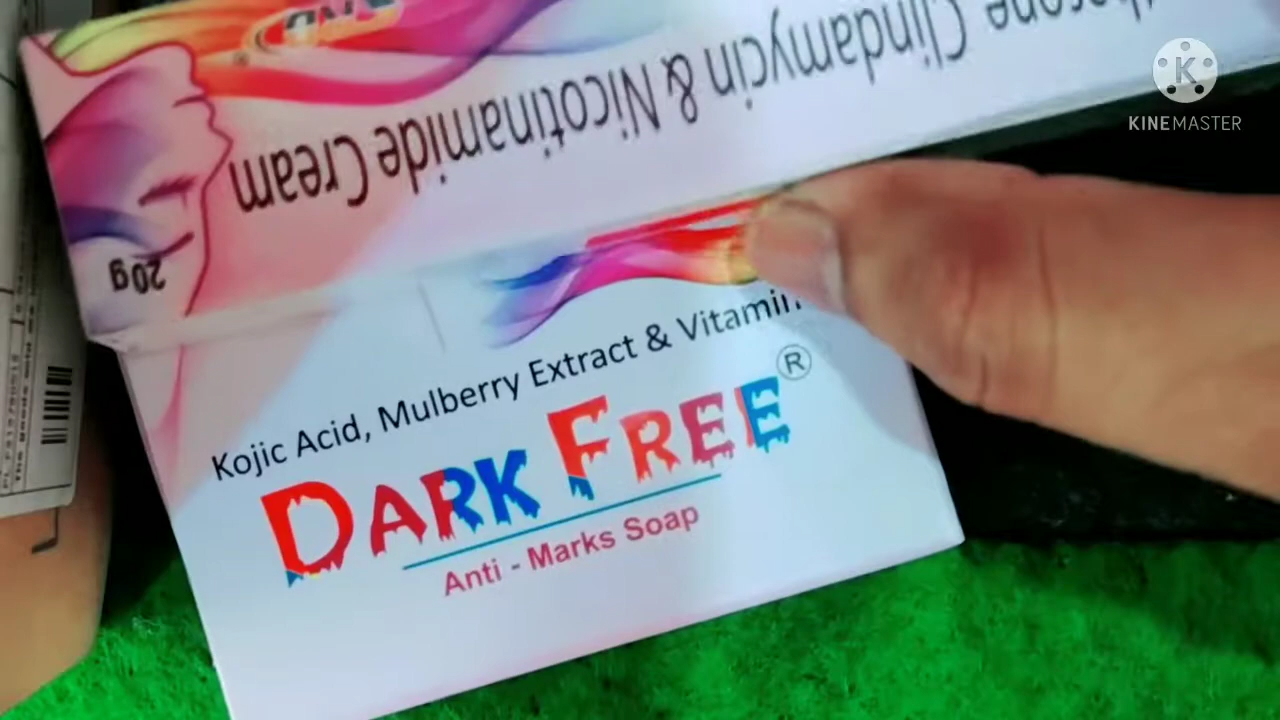 Clindamycin & Nicotinamide Cream
20g
KINEMASTER
Kojic Acid, Mulberry Extract & Vitamin
DARK FREE®
Anti - Marks Soap